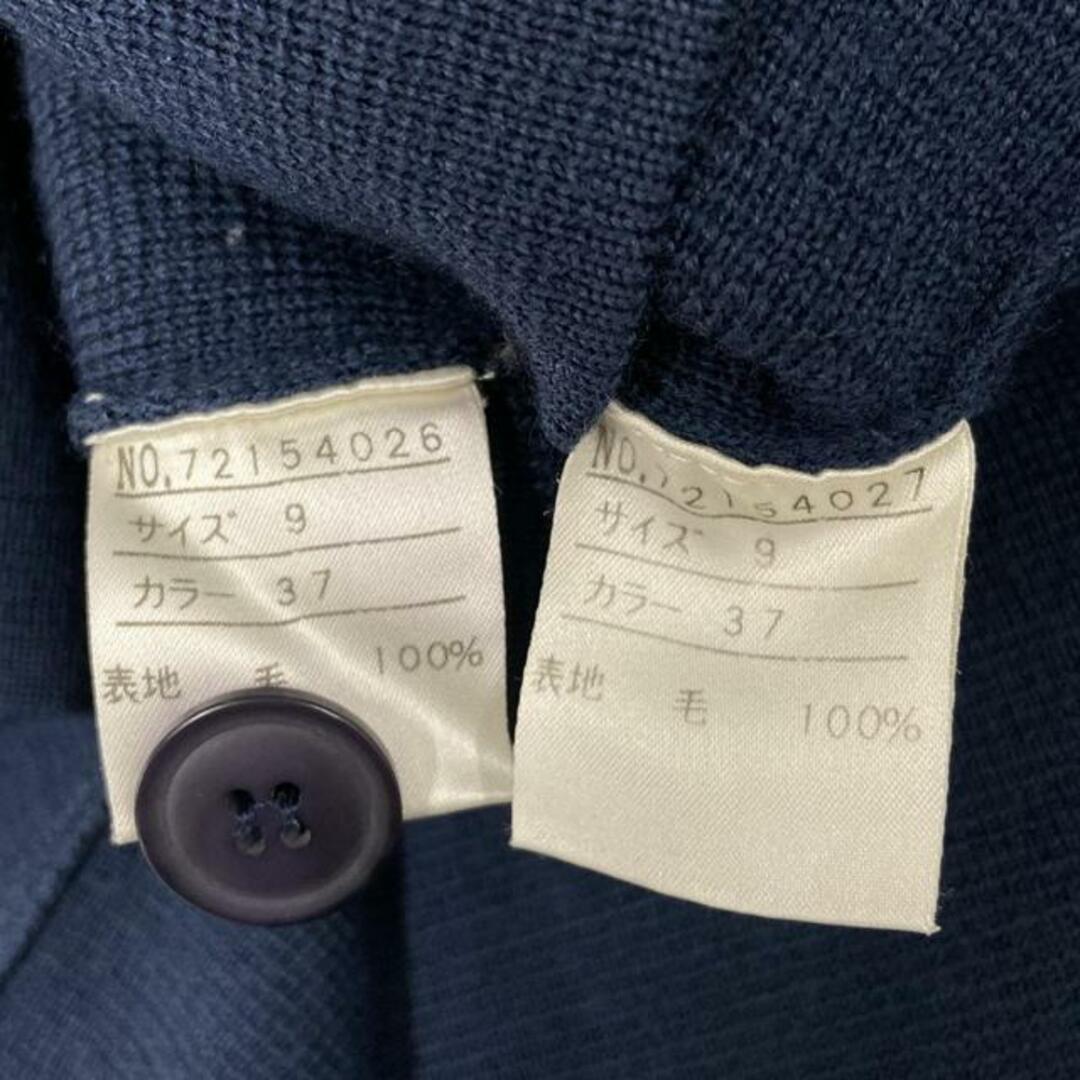 NO,72154026
サイズ 9
カラー 37
表地 毛 100%
NO,72154027
サイズ 9
カラー 37
表地 毛 100%